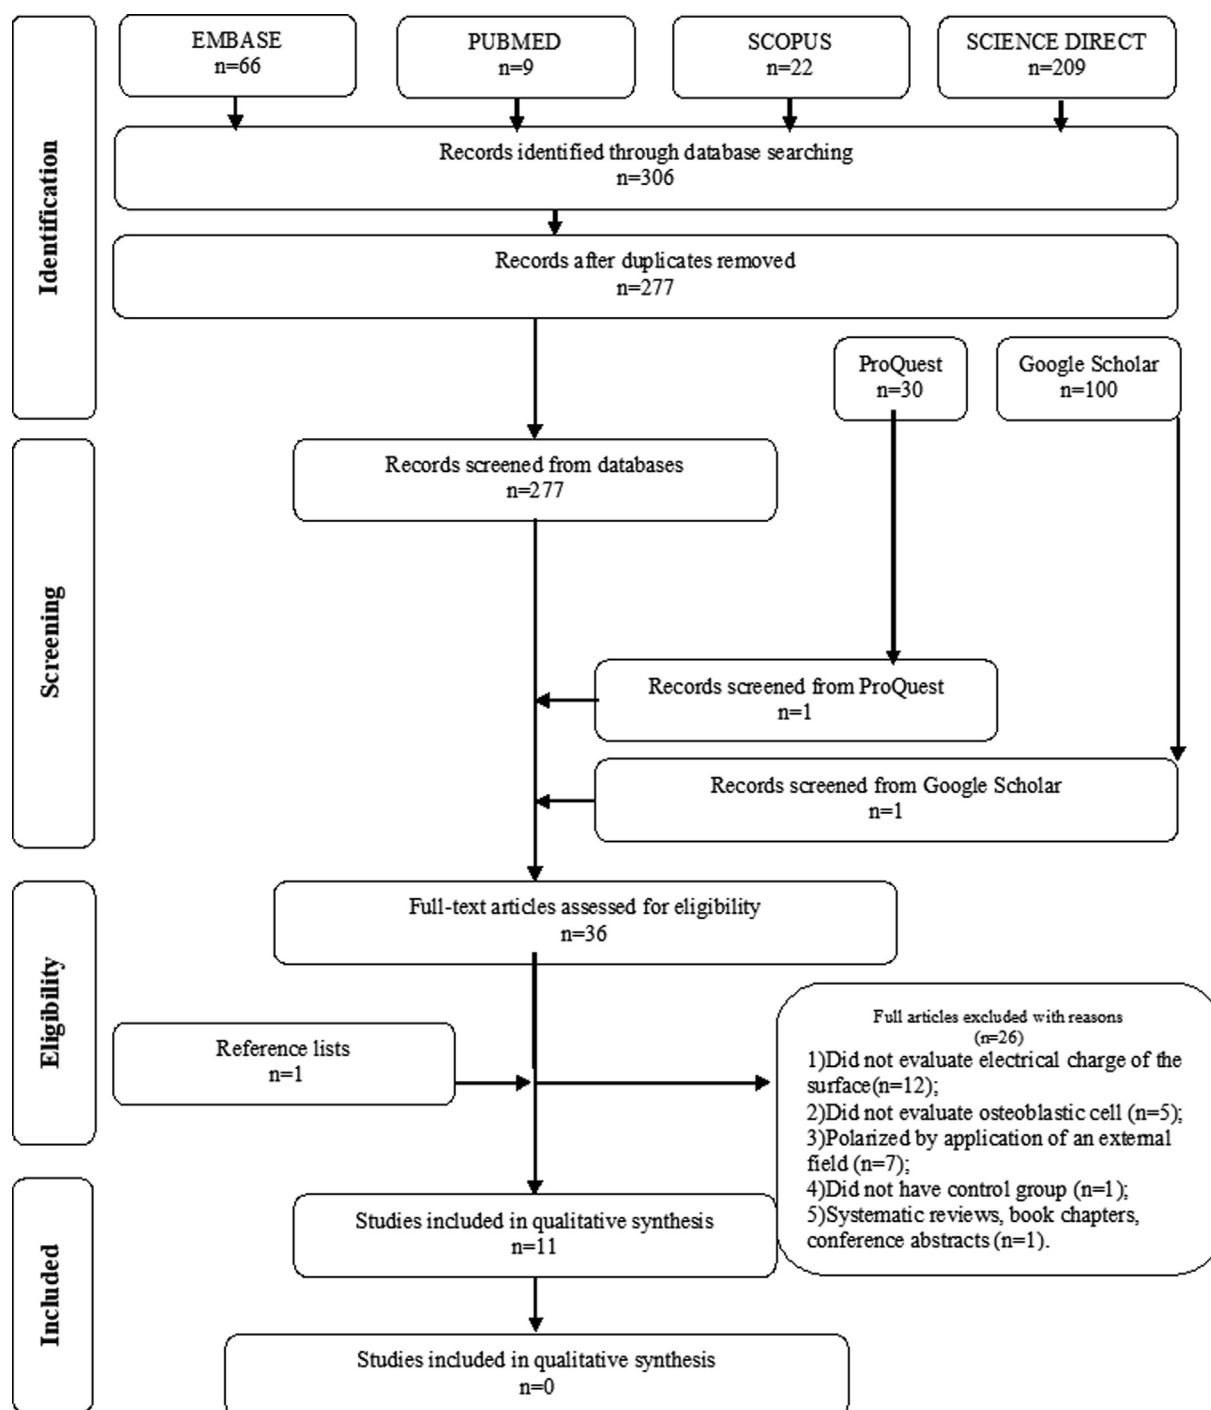 EMBASE
n=66
PUBMED
n=9
SCOPUS
n=22
SCIENCE DIRECT
n=209
Records identified through database searching
n=306
Records after duplicates removed
n=277
Identification
ProQuest
n=30
Google Scholar
n=100
Records screened from databases
n=277
Screening
Records screened from ProQuest
n=1
Records screened from Google Scholar
n=1
Full-text articles assessed for eligibility
n=36
Eligibility
Reference lists
n=1
Full articles excluded with reasons
(n=26)
1)Did not evaluate electrical charge of the
surface(n=12);
2)Did not evaluate osteoblastic cell (n=5);
3)Polarized by application of an external
field (n=7);
4)Did not have control group (n=1);
5)Systematic reviews, book chapters,
conference abstracts (n=1).
Included
Studies included in qualitative synthesis
n=11
Studies included in qualitative synthesis
n=0